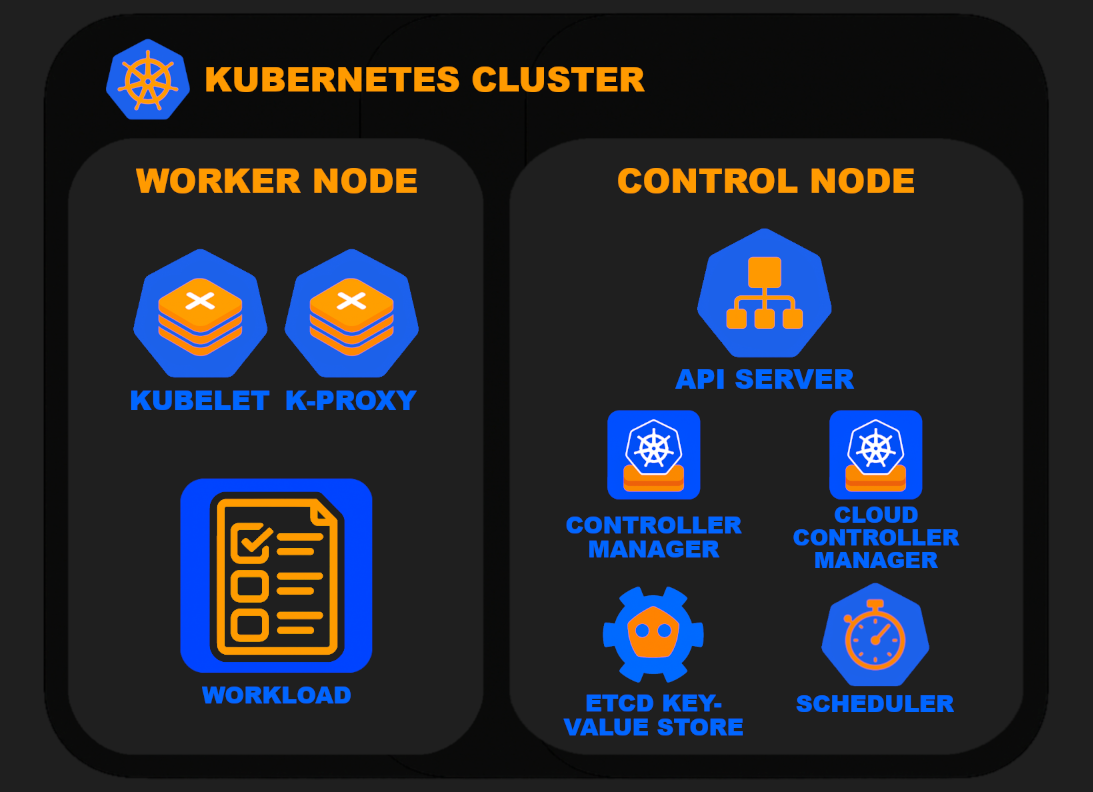 KUBERNETES CLUSTER
WORKER NODE
KUBELET
K-PROXY
WORKLOAD
CONTROL NODE
API SERVER
CONTROLLER
MANAGER
CLOUD
CONTROLLER
MANAGER
ETCD KEY-
VALUE STORE
SCHEDULER